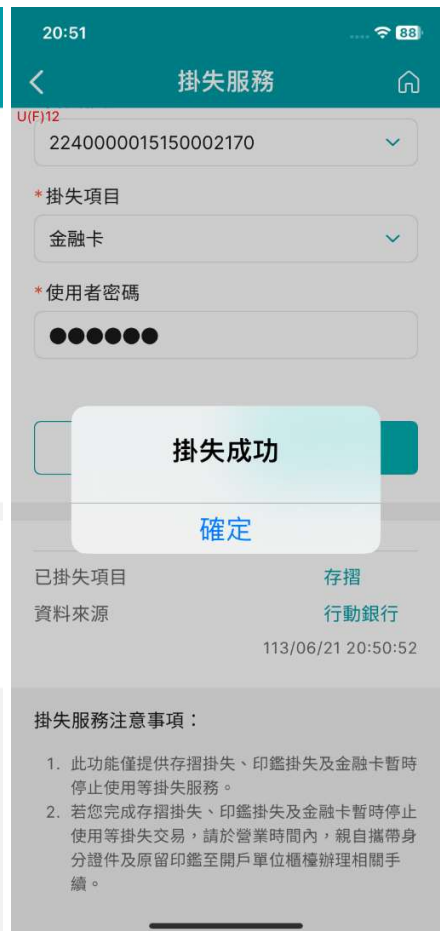 20:51
88
掛失服務
U(F)12
2240000015150002170
*掛失項目
金融卡
*使用者密碼
●●●●●●
掛失成功
確定
已掛失項目 存摺
資料來源 行動銀行
113/06/21 20:50:52
掛失服務注意事項：
1. 此功能僅提供存摺掛失、印鑑掛失及金融卡暫時
停止使用等掛失服務。
2. 若您完成存摺掛失、印鑑掛失及金融卡暫時停止
使用等掛失交易，請於營業時間內，親自攜帶身
分證件及原留印鑑至開戶單位櫃檯辦理相關手
續。